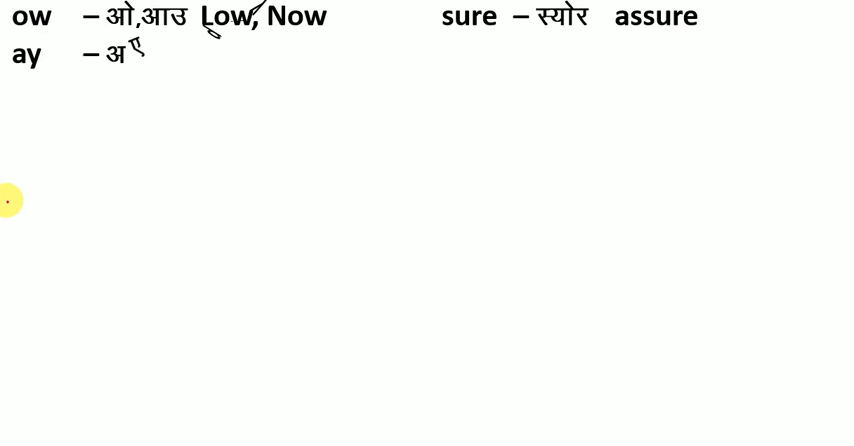 ow – ओ,आउ Low, Now sure – स्योर assure
ay – अए